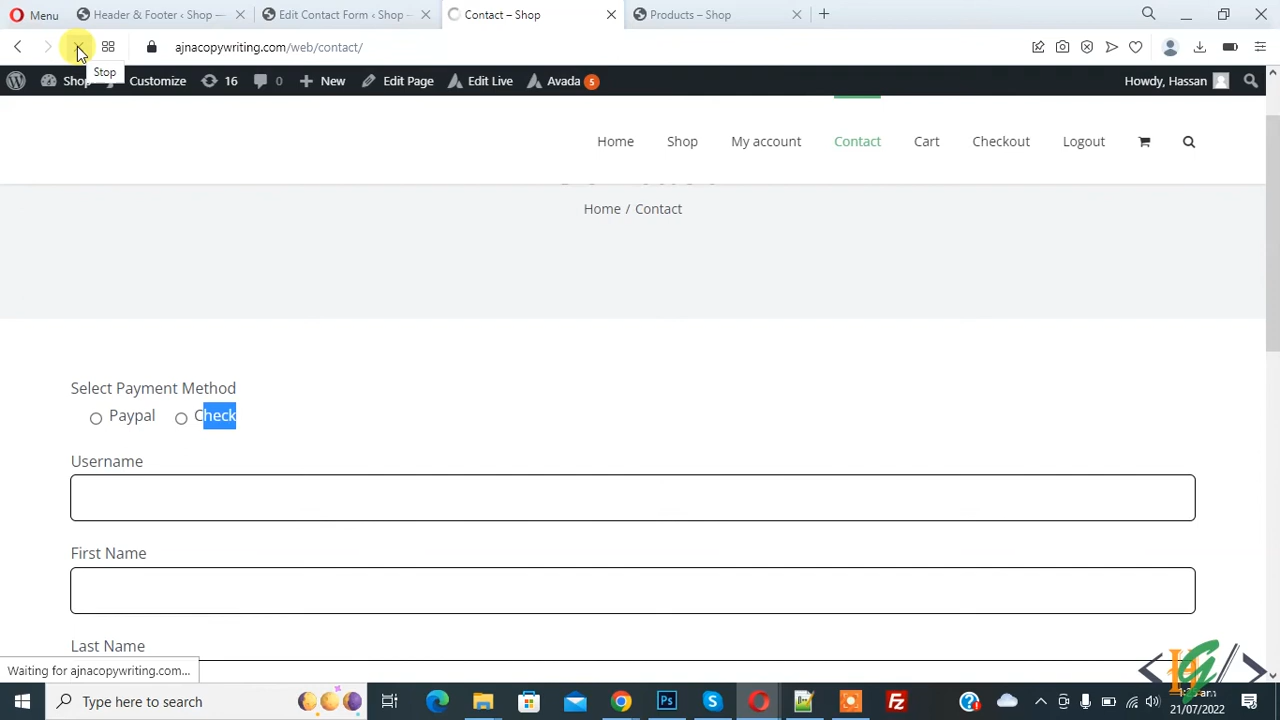 Menu
Header & Footer ‹ Shop —
Edit Contact Form ‹ Shop —
Contact – Shop
Products – Shop
ajnacopywriting.com/web/contact/
Stop
Shop
Customize
16
0
New
Edit Page
Edit Live
Avada 5
Howdy, Hassan
Home
Shop
My account
Contact
Cart
Checkout
Logout
Home / Contact
Select Payment Method
Paypal
Check
Username
First Name
Last Name
Waiting for ajnacopywriting.com...
Type here to search
21/07/2022